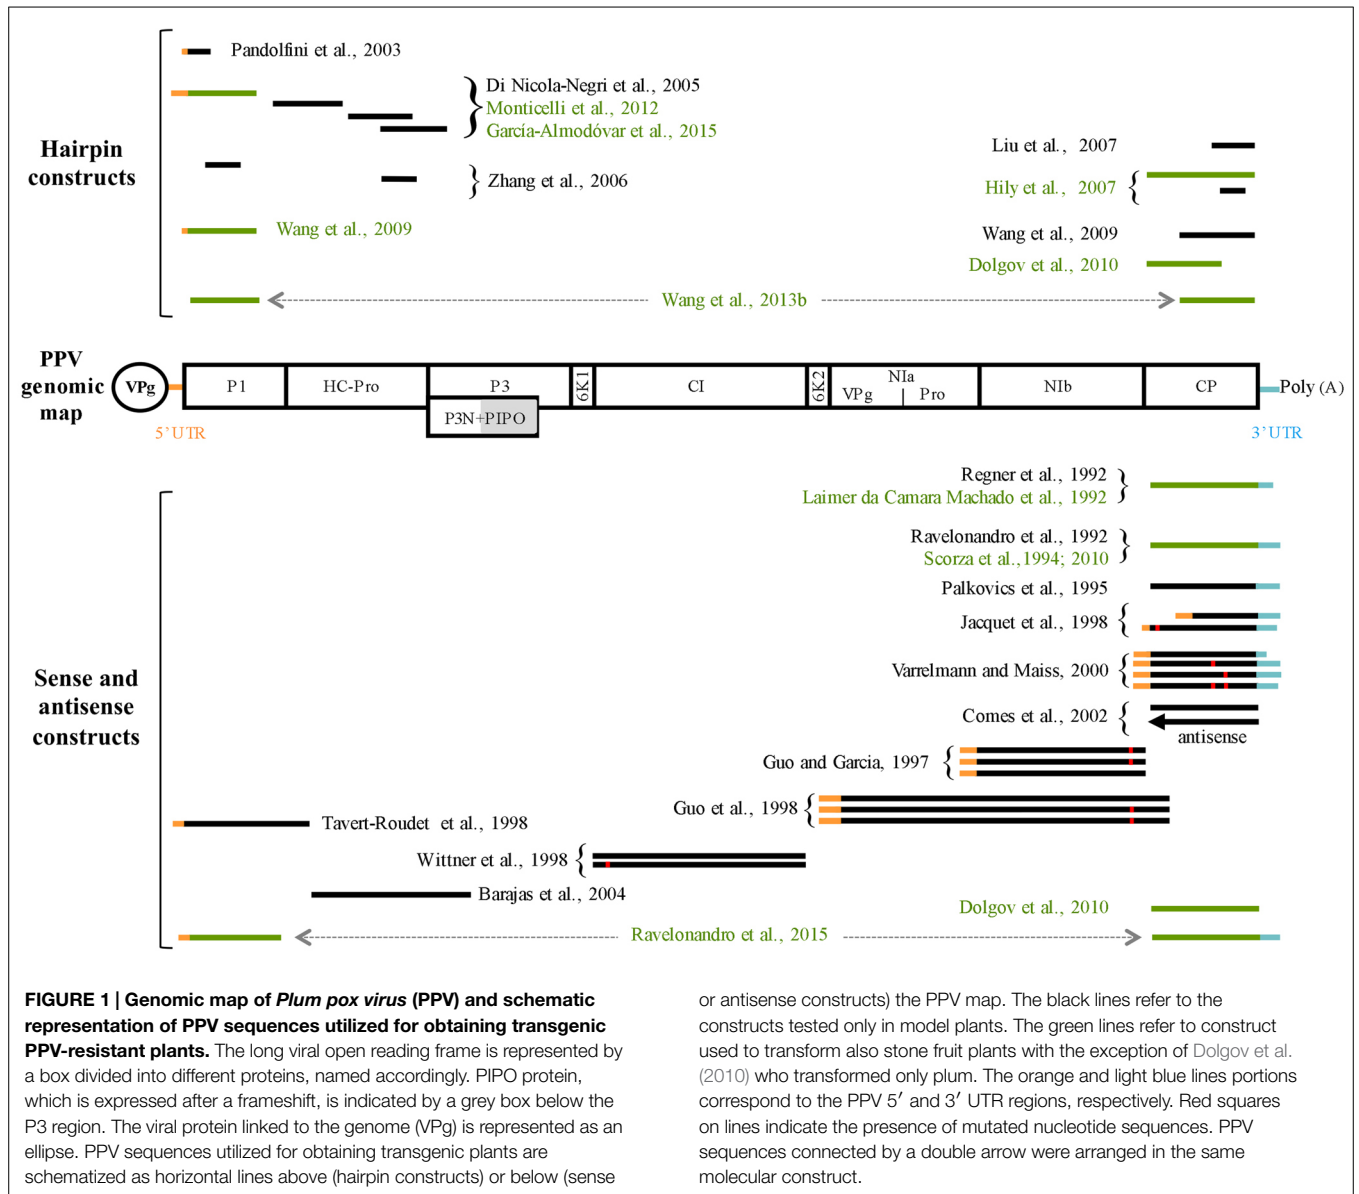 Hairpin
constructs
Pandolfini et al., 2003
Di Nicola-Negri et al., 2005
Monticelli et al., 2012
García-Almodóvar et al., 2015
Zhang et al., 2006
Wang et al., 2009
Liu et al., 2007
Hily et al., 2007
Wang et al., 2009
Dolgov et al., 2010
Wang et al., 2013b
PPV
genomic
map
VPg
5’UTR
P1
HC-Pro
P3
P3N+PIPO
6K1
CI
6K2
NIa
VPg
Pro
NIb
CP
Poly (A)
3’UTR
Sense and
antisense
constructs
Regner et al., 1992
Laimer da Camara Machado et al., 1992
Ravelonandro et al., 1992
Scorza et al.,1994; 2010
Palkovics et al., 1995
Jacquet et al., 1998
Varrelmann and Maiss, 2000
Comes et al., 2002
antisense
Guo and Garcia, 1997
Guo et al., 1998
Tavert-Roudet et al., 1998
Wittner et al., 1998
Barajas et al., 2004
Dolgov et al., 2010
Ravelonandro et al., 2015
FIGURE 1 | Genomic map of Plum pox virus (PPV) and schematic
representation of PPV sequences utilized for obtaining transgenic
PPV-resistant plants. The long viral open reading frame is represented by
a box divided into different proteins, named accordingly. PIPO protein,
which is expressed after a frameshift, is indicated by a grey box below the
P3 region. The viral protein linked to the genome (VPg) is represented as an
ellipse. PPV sequences utilized for obtaining transgenic plants are
schematized as horizontal lines above (hairpin constructs) or below (sense
or antisense constructs) the PPV map. The black lines refer to the
constructs tested only in model plants. The green lines refer to construct
used to transform also stone fruit plants with the exception of Dolgov et al.
(2010) who transformed only plum. The orange and light blue lines portions
correspond to the PPV 5′ and 3′ UTR regions, respectively. Red squares
on lines indicate the presence of mutated nucleotide sequences. PPV
sequences connected by a double arrow were arranged in the same
molecular construct.